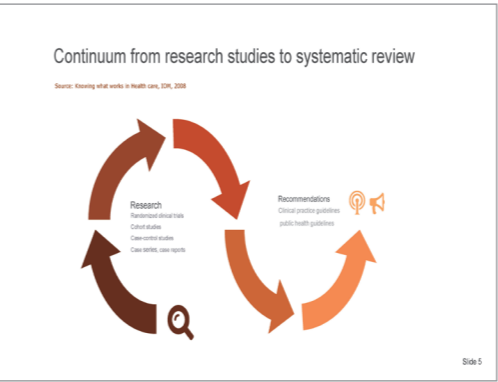 Continuum from research studies to systematic review
Source: Knowing what works in Health care, IOM, 2008
Research
Randomized clinical trials
Cohort studies
Case-control studies
Case series, case reports
Recommendations
Clinical practice guidelines
public health guidelines
Slide 5